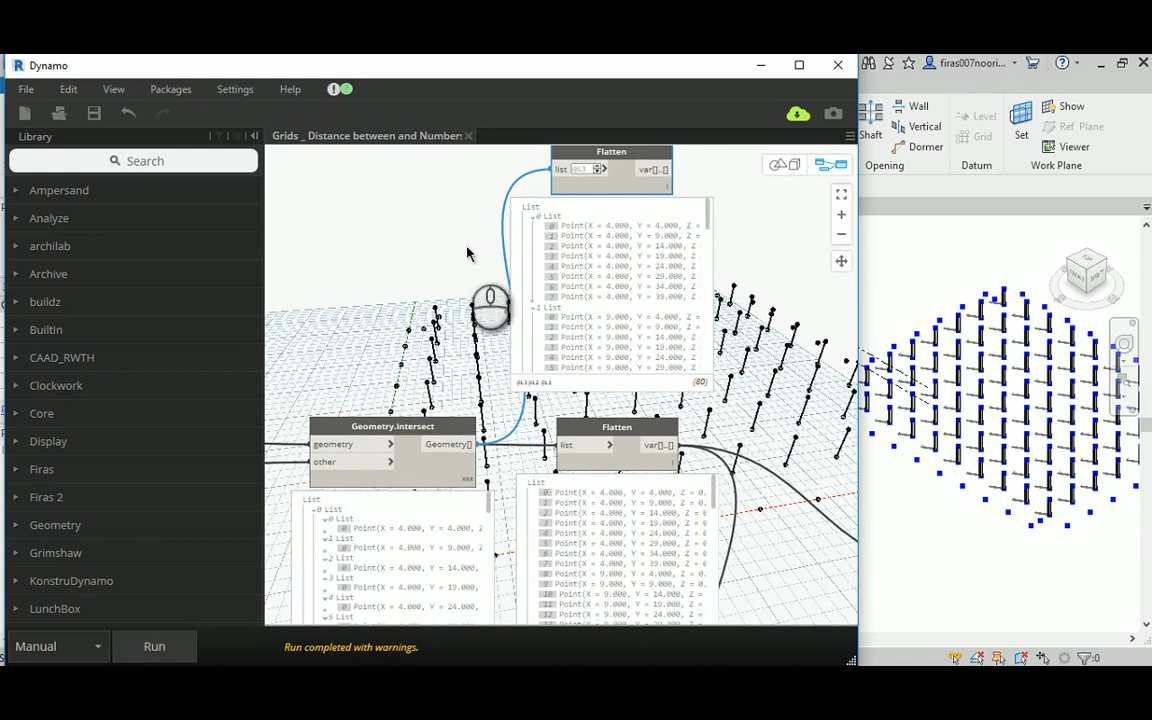 Dynamo
firas007noori...
File Edit View Packages Settings Help
Wall
Vertical
Dormer
Shaft
Opening
Level
Grid
Datum
Set
Show
Ref Plane
Viewer
Work Plane
Library
Grids _ Distance between and Number:
Search
Ampersand
Analyze
archilab
Archive
buildz
BuiltIn
CAAD_RWTH
Clockwork
Core
Display
Firas
Firas 2
Geometry
Grimshaw
KonstruDynamo
LunchBox
Flatten
list @L3 var[]..[]
List
0 List
0 Point(X = 4.000, Y = 4.000, Z =
1 Point(X = 4.000, Y = 9.000, Z =
2 Point(X = 4.000, Y = 14.000, Z =
3 Point(X = 4.000, Y = 19.000, Z =
4 Point(X = 4.000, Y = 24.000, Z =
5 Point(X = 4.000, Y = 29.000, Z =
6 Point(X = 4.000, Y = 34.000, Z =
7 Point(X = 4.000, Y = 39.000, Z =
1 List
0 Point(X = 9.000, Y = 4.000, Z =
1 Point(X = 9.000, Y = 9.000, Z =
2 Point(X = 9.000, Y = 14.000, Z =
3 Point(X = 9.000, Y = 19.000, Z =
4 Point(X = 9.000, Y = 24.000, Z =
5 Point(X = 9.000, Y = 29.000, Z =
@L3 @L2 @L1 {80}
Geometry.Intersect
geometry Geometry[]
other
xxx
List
0 List
0 List
0 Point(X = 4.000, Y = 4.000, Z
1 List
0 Point(X = 4.000, Y = 9.000, Z
2 List
0 Point(X = 4.000, Y = 14.000,
3 List
0 Point(X = 4.000, Y = 19.000,
4 List
0 Point(X = 4.000, Y = 24.000,
5 List
Flatten
list var[]..[]
List
0 Point(X = 4.000, Y = 4.000, Z = 0.
1 Point(X = 4.000, Y = 9.000, Z = 0.
2 Point(X = 4.000, Y = 14.000, Z = 0
3 Point(X = 4.000, Y = 19.000, Z = 0
4 Point(X = 4.000, Y = 24.000, Z = 0
5 Point(X = 4.000, Y = 29.000, Z = 0
6 Point(X = 4.000, Y = 34.000, Z = 0
7 Point(X = 4.000, Y = 39.000, Z = 0
8 Point(X = 9.000, Y = 4.000, Z = 0.
9 Point(X = 9.000, Y = 9.000, Z = 0.
10 Point(X = 9.000, Y = 14.000, Z =
11 Point(X = 9.000, Y = 19.000, Z =
12 Point(X = 9.000, Y = 24.000, Z =
Manual Run
Run completed with warnings.
FRONT
:0